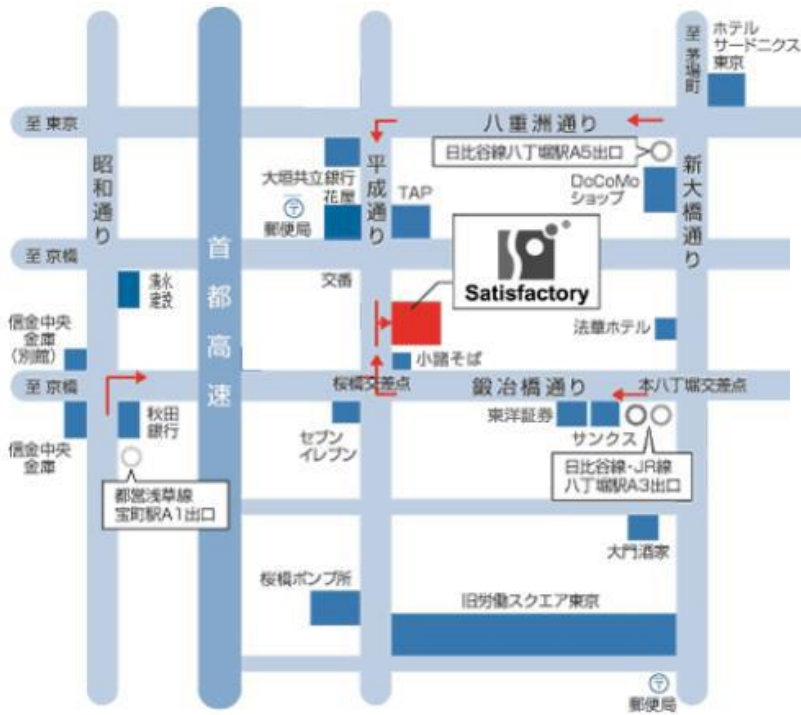 至茅場町
ホテル
サードニクス
東京
至東京
八重洲通り
日比谷線八丁堀駅A5出口
昭和通り
大垣共立銀行
花屋
平成通り
TAP
DoCoMo
ショップ
新大橋通り
郵便局
首都高速
至京橋
清水
建設
交番
Satisfactory
信金中央
金庫
(別館)
法華ホテル
小諸そば
至京橋
桜橋交差点
鍛冶橋通り
本八丁堀交差点
秋田
銀行
信金中央
金庫
セブン
イレブン
東洋証券
サンクス
日比谷線・JR線
八丁堀駅A3出口
都営浅草線
宝町駅A1出口
大門酒家
桜橋ポンプ所
旧労働スクエア東京
郵便局